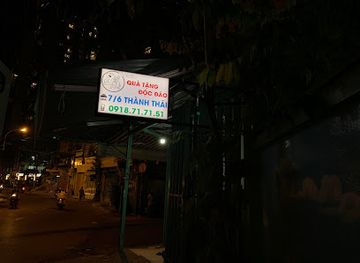 QUÀ TẶNG
ĐỘC ĐÁO
7/6 THÀNH THÁI
0918.71.71.51